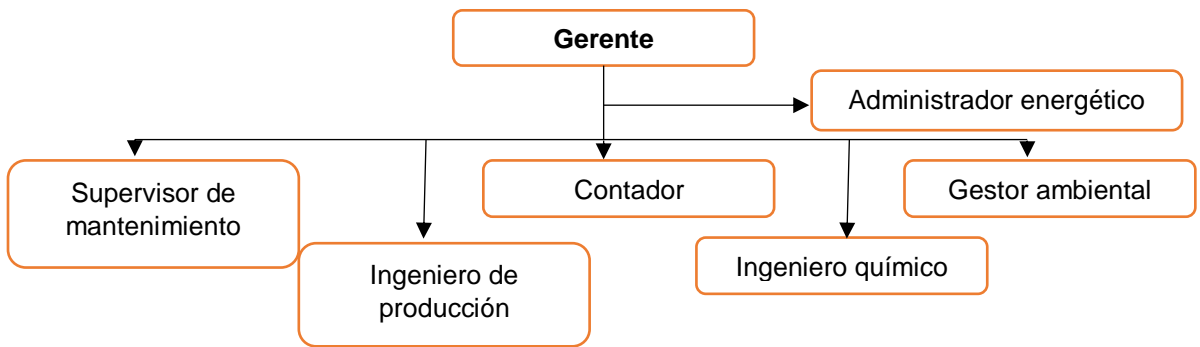 Gerente
Administrador energético
Supervisor de
mantenimiento
Contador
Gestor ambiental
Ingeniero de
producción
Ingeniero químico